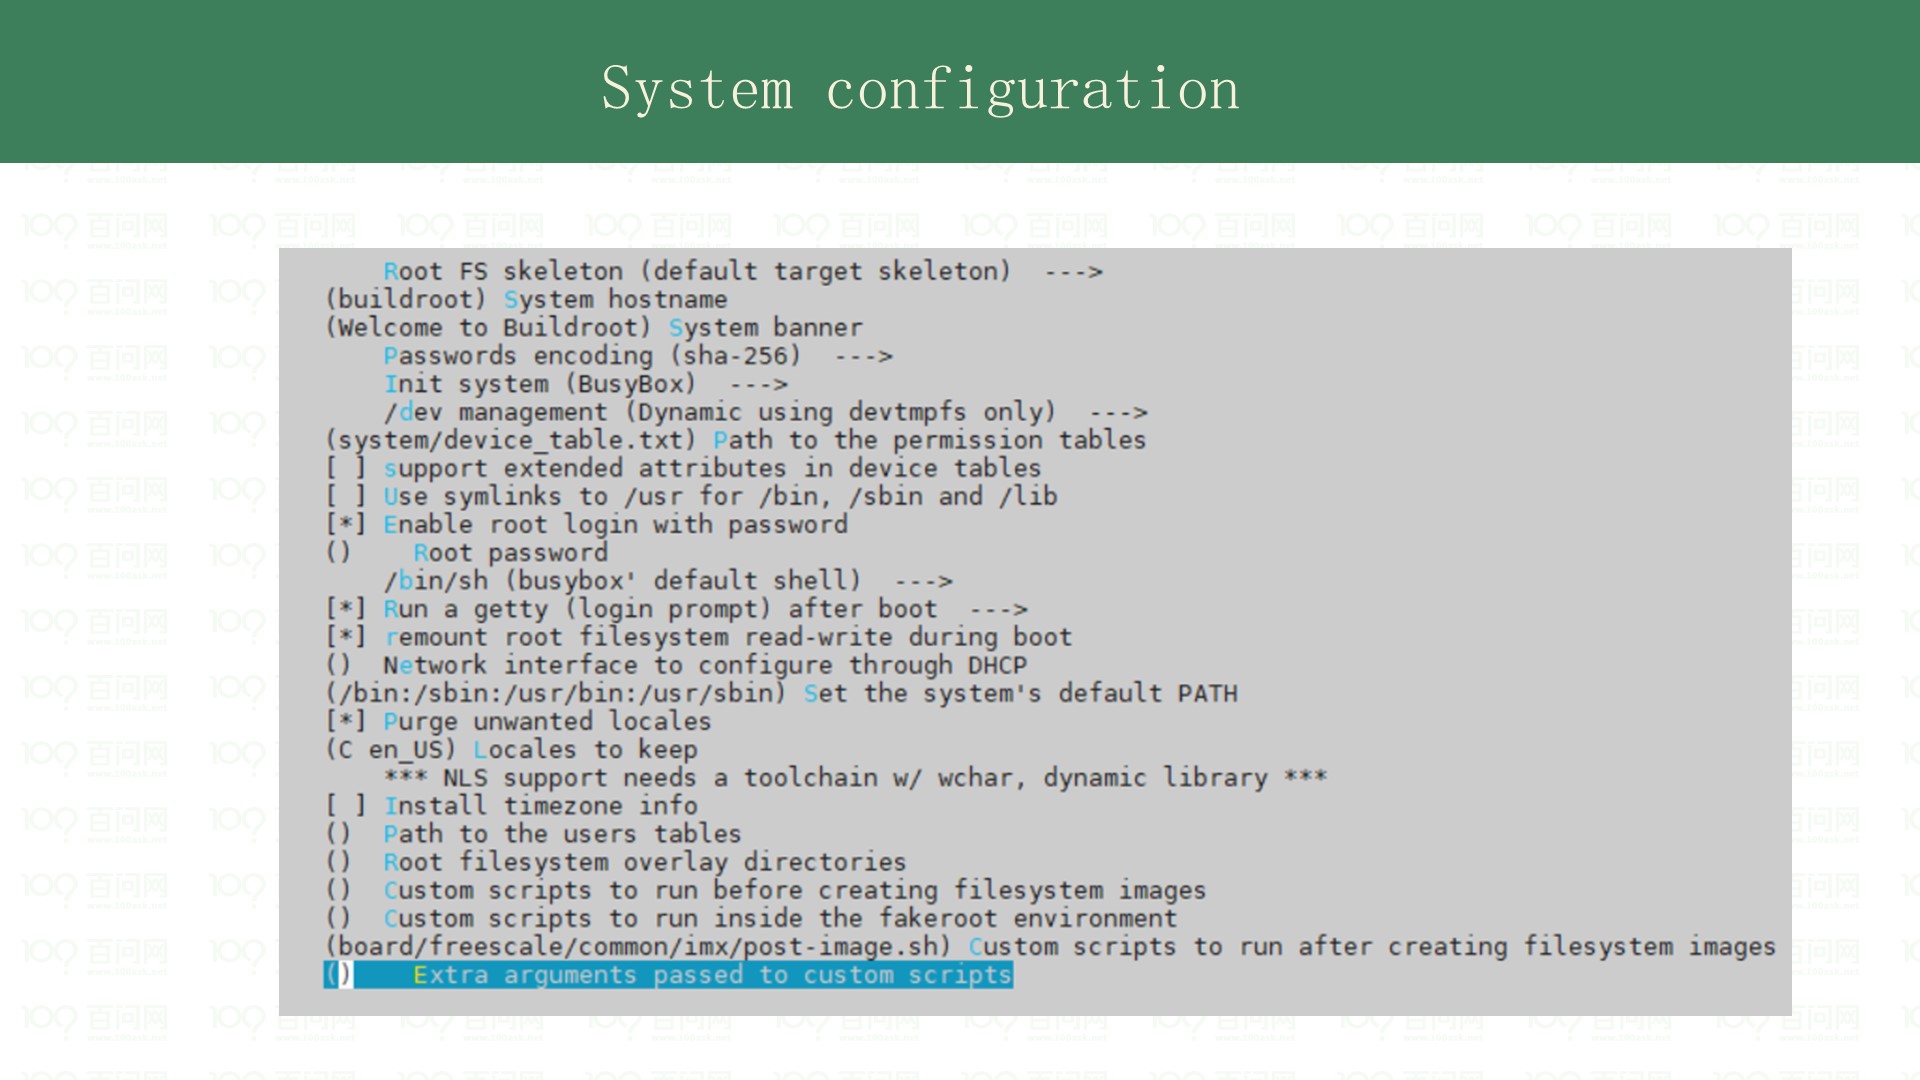 System configuration
Root FS skeleton (default target skeleton)  --->
(buildroot) System hostname
(Welcome to Buildroot) System banner
Passwords encoding (sha-256)  --->
Init system (BusyBox)  --->
/dev management (Dynamic using devtmpfs only)  --->
(system/device_table.txt) Path to the permission tables
[ ] support extended attributes in device tables
[ ] Use symlinks to /usr for /bin, /sbin and /lib
[*] Enable root login with password
()    Root password
/bin/sh (busybox' default shell)  --->
[*] Run a getty (login prompt) after boot  --->
[*] remount root filesystem read-write during boot
()  Network interface to configure through DHCP
(/bin:/sbin:/usr/bin:/usr/sbin) Set the system's default PATH
[*] Purge unwanted locales
(C en_US) Locales to keep
*** NLS support needs a toolchain w/ wchar, dynamic library ***
[ ] Install timezone info
()  Path to the users tables
()  Root filesystem overlay directories
()  Custom scripts to run before creating filesystem images
()  Custom scripts to run inside the fakeroot environment
(board/freescale/common/imx/post-image.sh) Custom scripts to run after creating filesystem images
()    Extra arguments passed to custom scripts
百问网
www.100ask.net